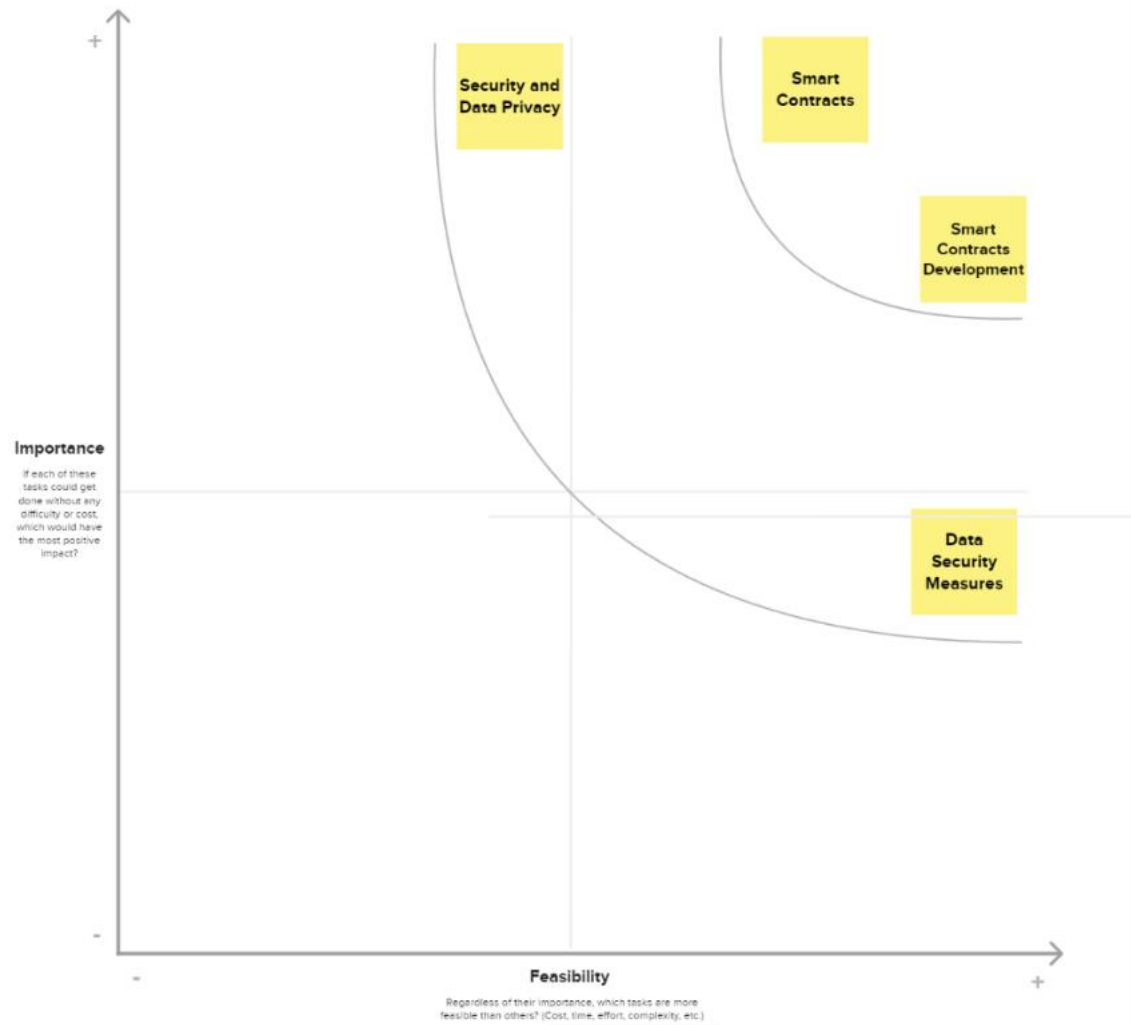 +
Security and
Data Privacy
Smart
Contracts
Smart
Contracts
Development
Importance
If each of these
tasks could get
done without any
difficulty or cost,
which would have
the most positive
impact?
Data
Security
Measures
-
-
Feasibility
+
Regardless of their importance, which tasks are more
feasible than others? (Cost, time, effort, complexity, etc.)